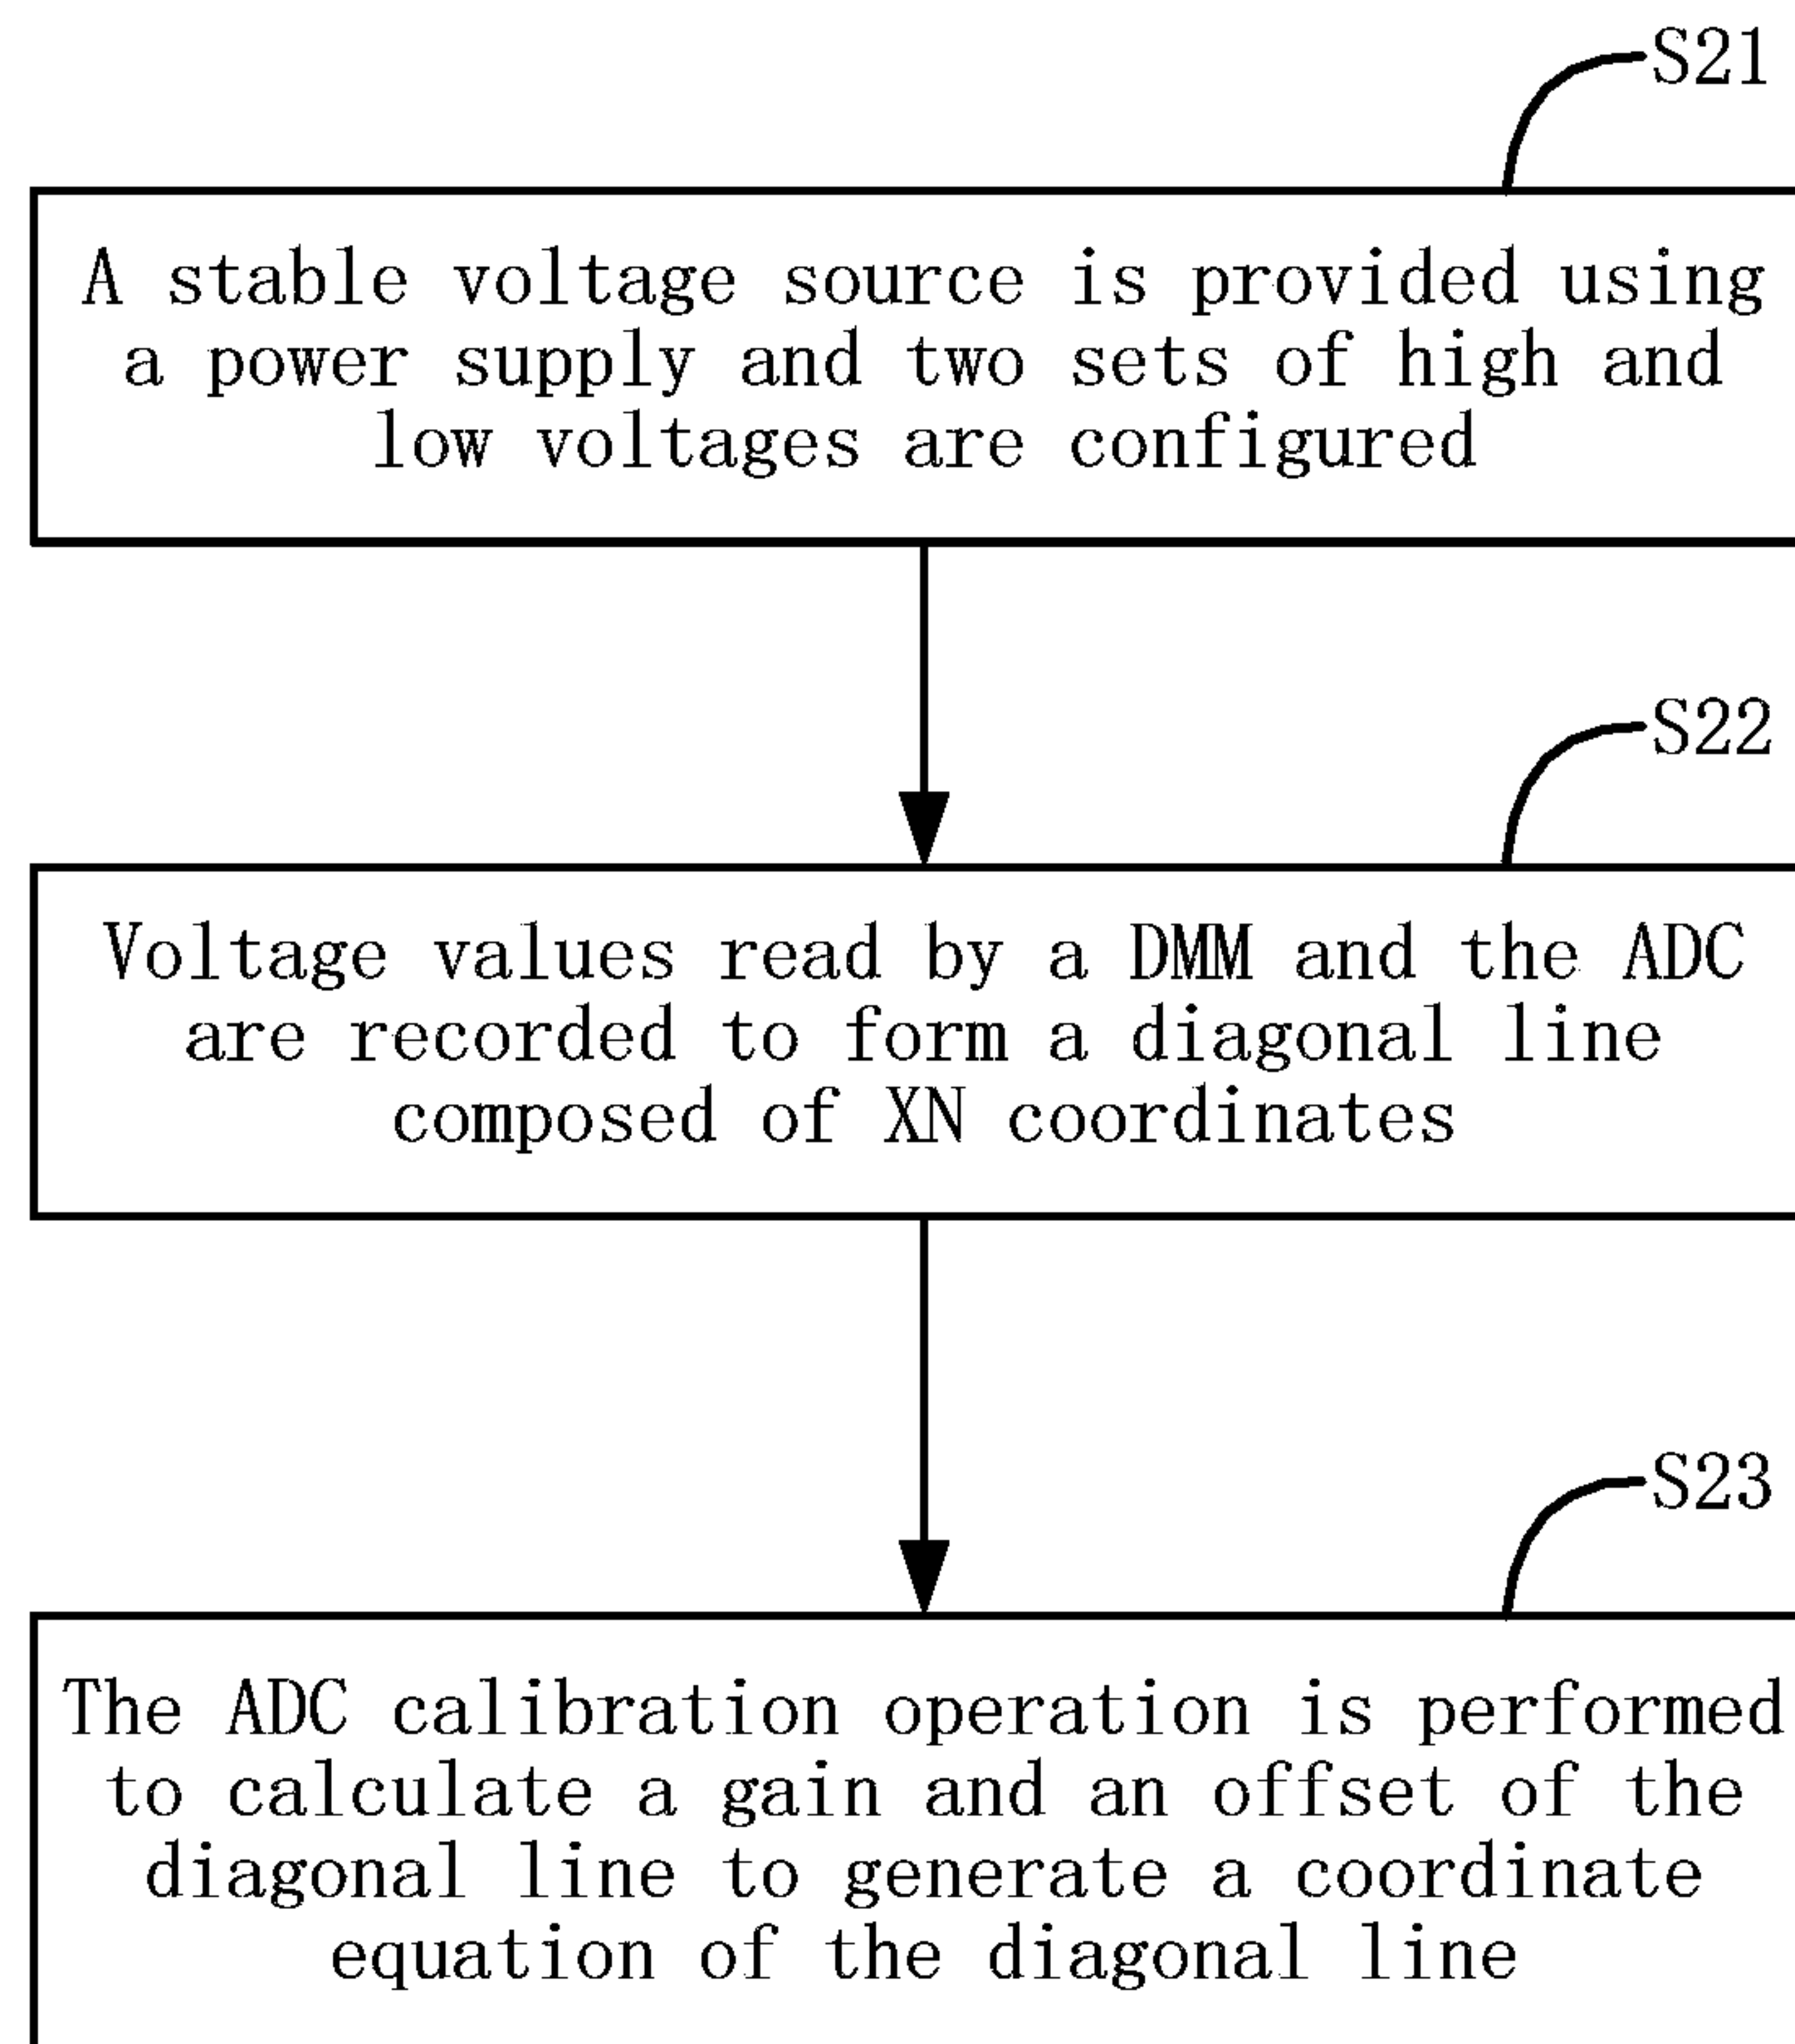 S21
A stable voltage source is provided using
a power supply and two sets of high and
low voltages are configured
S22
Voltage values read by a DMM and the ADC
are recorded to form a diagonal line
composed of XN coordinates
S23
The ADC calibration operation is performed
to calculate a gain and an offset of the
diagonal line to generate a coordinate
equation of the diagonal line